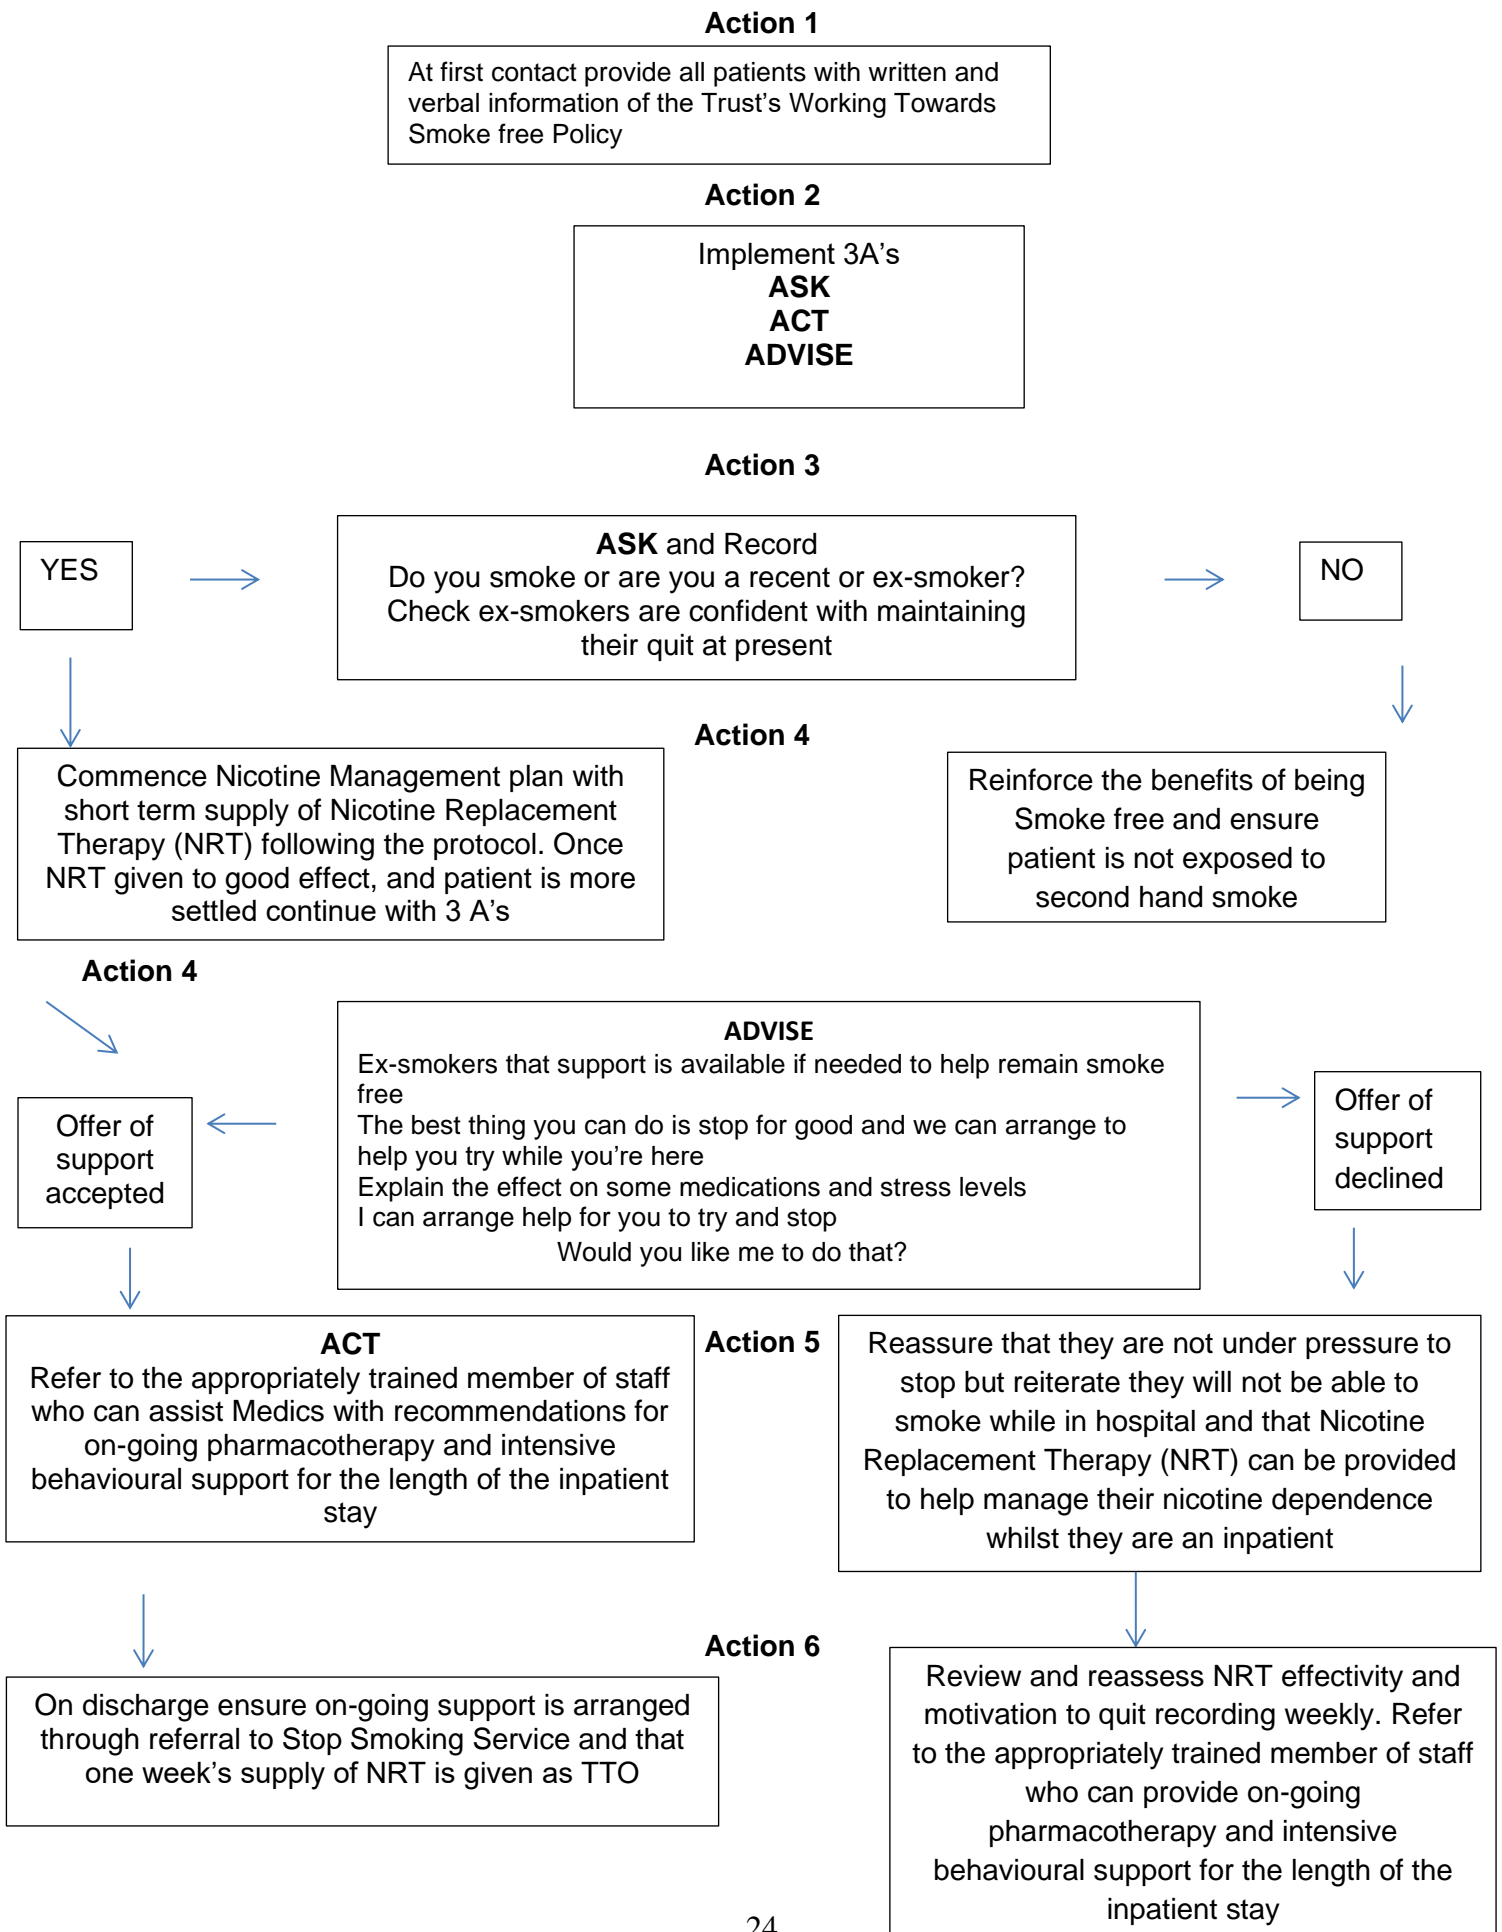 Action 1
At first contact provide all patients with written and
verbal information of the Trust's Working Towards
Smoke free Policy
Action 2
Implement 3A's
ASK
ACT
ADVISE
Action 3
YES
ASK and Record
Do you smoke or are you a recent or ex-smoker?
Check ex-smokers are confident with maintaining
their quit at present
NO
Action 4
Commence Nicotine Management plan with
short term supply of Nicotine Replacement
Therapy (NRT) following the protocol. Once
NRT given to good effect, and patient is more
settled continue with 3 A's
Reinforce the benefits of being
Smoke free and ensure
patient is not exposed to
second hand smoke
Action 4
ADVISE
Ex-smokers that support is available if needed to help remain smoke
free
The best thing you can do is stop for good and we can arrange to
help you try while you're here
Explain the effect on some medications and stress levels
I can arrange help for you to try and stop
Would you like me to do that?
Offer of
support
accepted
Offer of
support
declined
ACT
Refer to the appropriately trained member of staff
who can assist Medics with recommendations for
on-going pharmacotherapy and intensive
behavioural support for the length of the inpatient
stay
Action 5
Reassure that they are not under pressure to
stop but reiterate they will not be able to
smoke while in hospital and that Nicotine
Replacement Therapy (NRT) can be provided
to help manage their nicotine dependence
whilst they are an inpatient
Action 6
On discharge ensure on-going support is arranged
through referral to Stop Smoking Service and that
one week's supply of NRT is given as TTO
Review and reassess NRT effectivity and
motivation to quit recording weekly. Refer
to the appropriately trained member of staff
who can provide on-going
pharmacotherapy and intensive
behavioural support for the length of the
inpatient stay
24